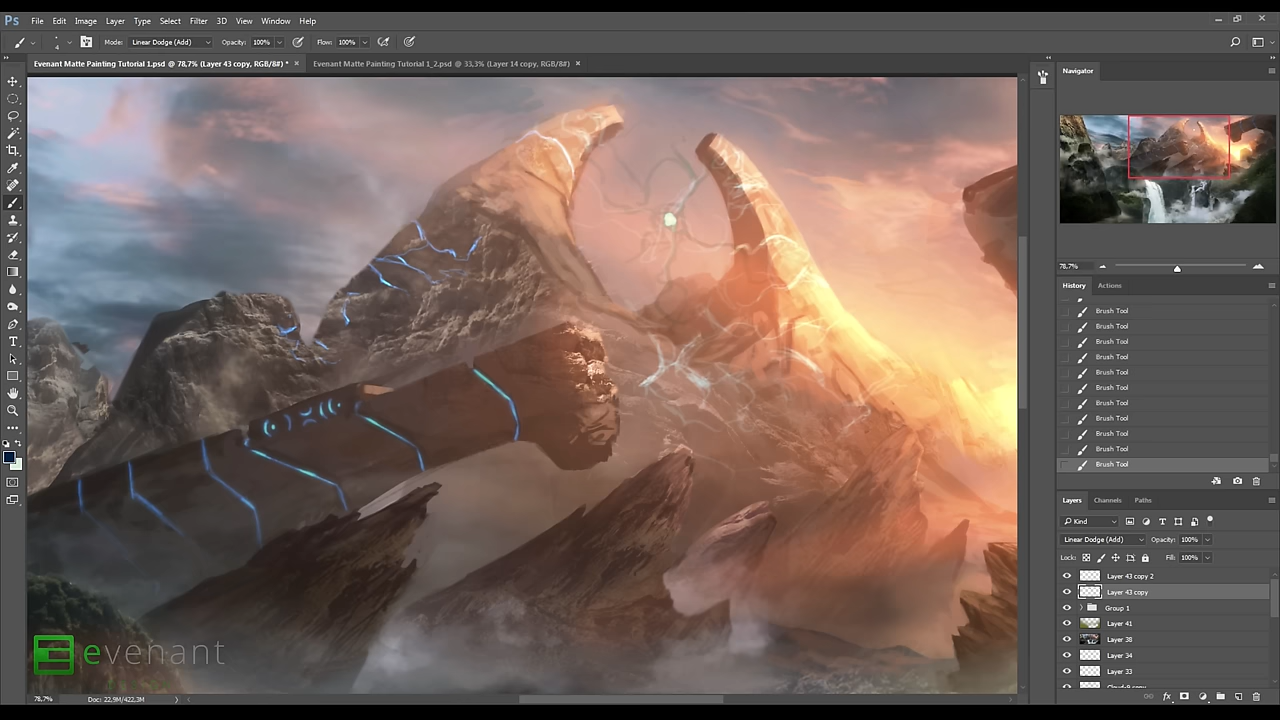 Ps File Edit Image Layer Type Select Filter 3D View Window Help
4 Mode: Linear Dodge (Add) Opacity: 100% Flow: 100%
Evenant Matte Painting Tutorial 1.psd @ 78,7% (Layer 43 copy, RGB/8#) * × Evenant Matte Painting Tutorial 1_2.psd @ 33,3% (Layer 14 copy, RGB/8#) ×
Navigator
78,7%
History Actions
Brush Tool
Brush Tool
Brush Tool
Brush Tool
Brush Tool
Brush Tool
Brush Tool
Brush Tool
Brush Tool
Brush Tool
Brush Tool
Layers Channels Paths
Kind
Linear Dodge (Add) Opacity: 100%
Lock: Fill: 100%
Layer 43 copy 2
Layer 43 copy
Group 1
Layer 41
Layer 38
Layer 34
Layer 33
evenant
78,7% Doc: 22,9M/422,3M